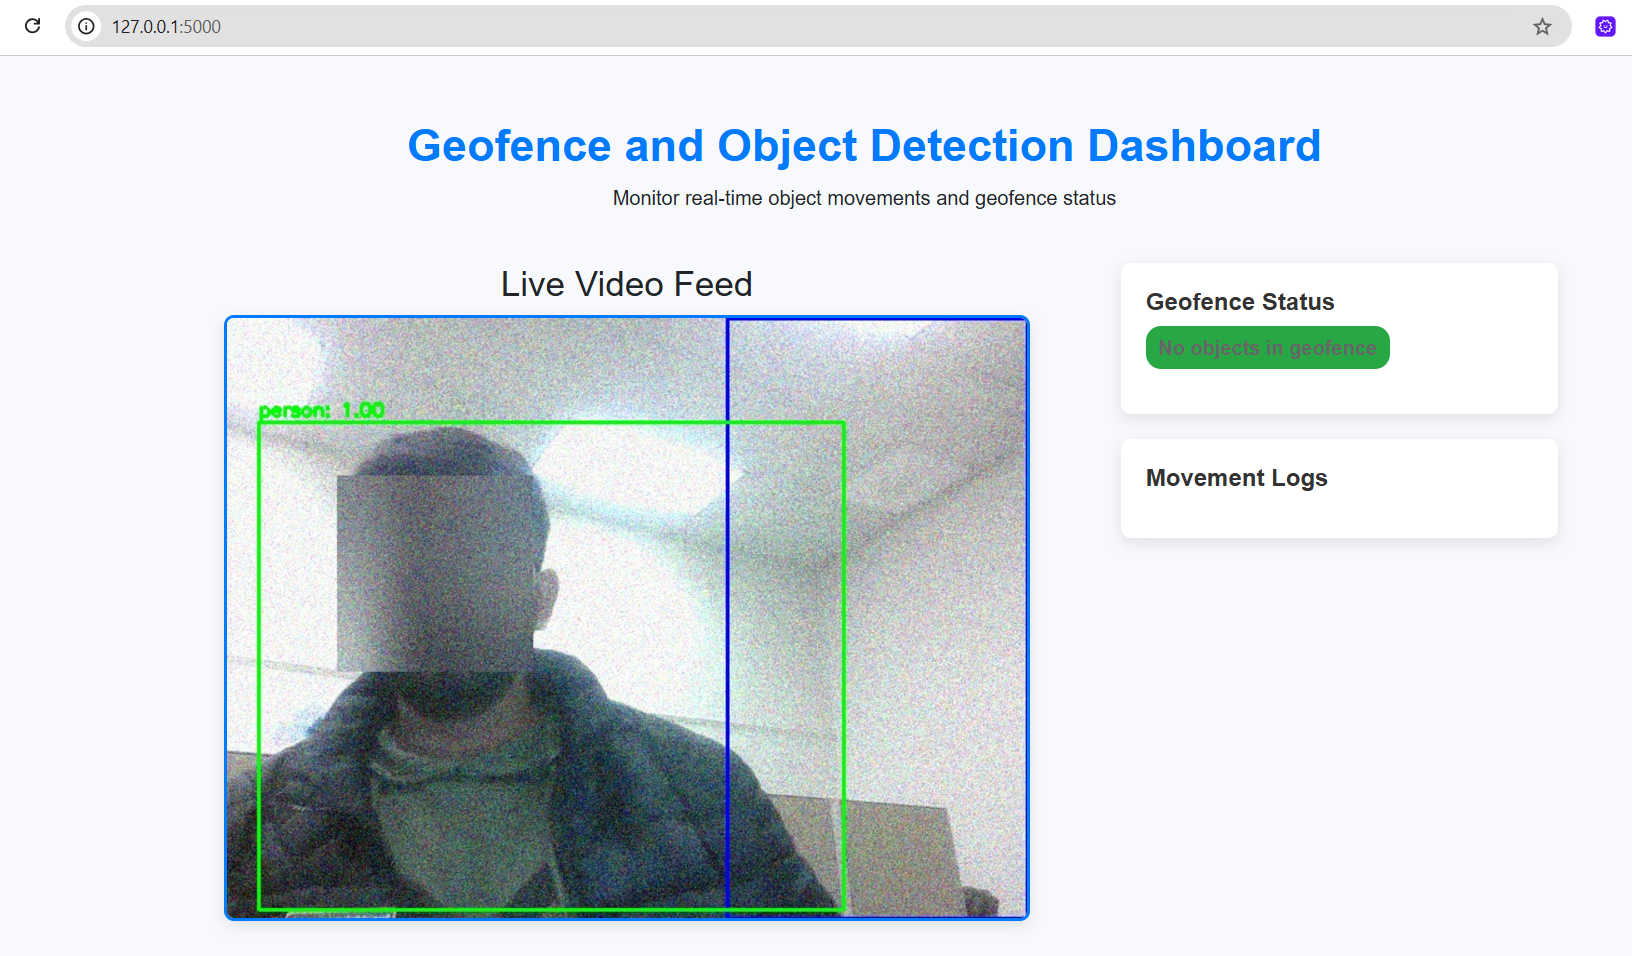 127.0.0.1:5000
Geofence and Object Detection Dashboard
Monitor real-time object movements and geofence status
Live Video Feed
person: 1.00
Geofence Status
No objects in geofence
Movement Logs